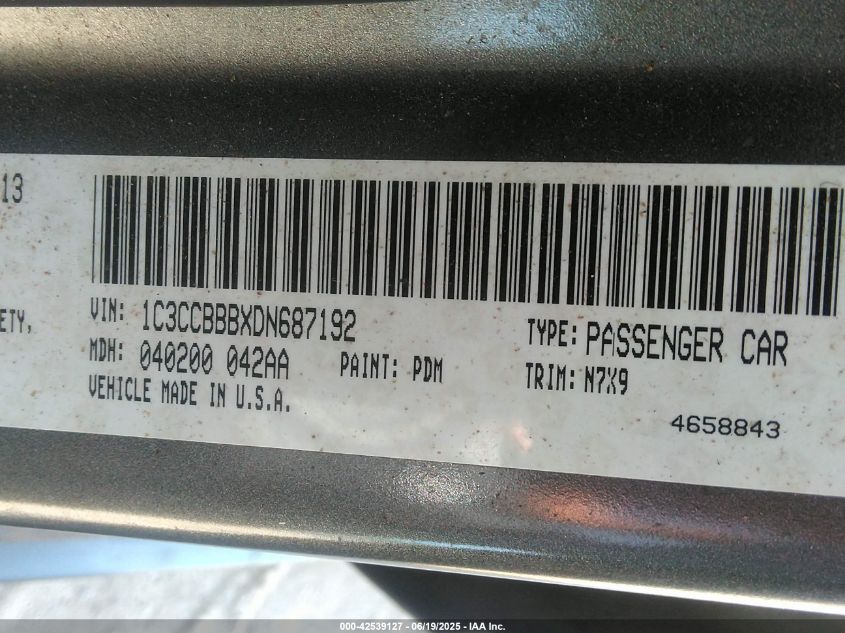 13
ETY,
VIN: 1C3CCBBBXDN687192
MDH: 040200 042AA
PAINT: PDM
VEHICLE MADE IN U.S.A.
TYPE: PASSENGER CAR
TRIM: N7X9
4658843
000-42539127 - 06/19/2025 - IAA Inc.